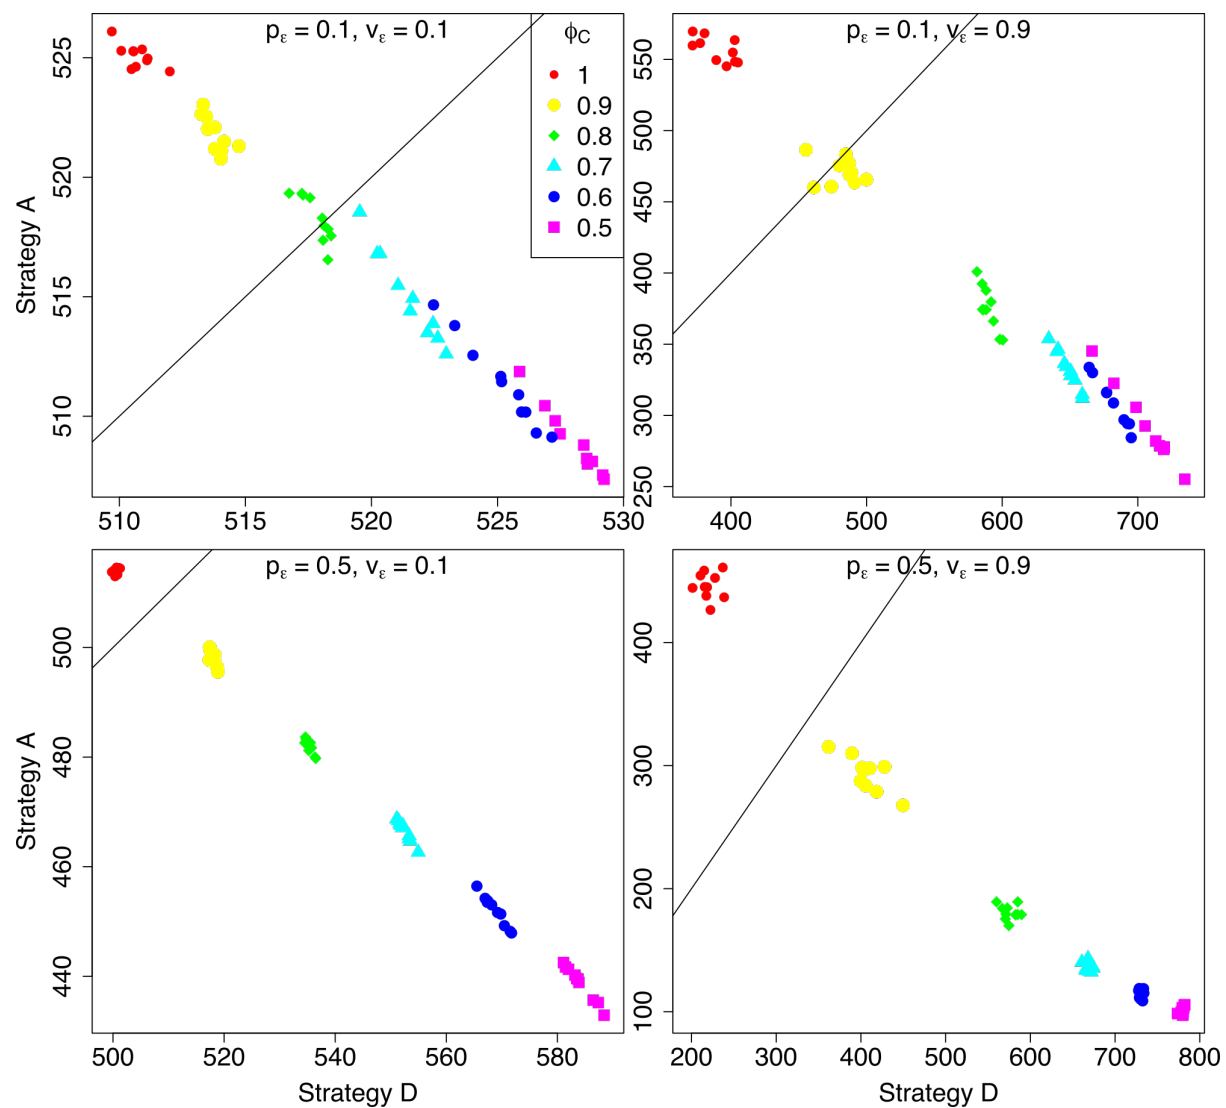 p_ε = 0.1, v_ε = 0.1
ϕ_C
1
0.9
0.8
0.7
0.6
0.5
525
520
515
510
Strategy A
510 515 520 525 530
p_ε = 0.1, v_ε = 0.9
550
500
450
400
350
300
250
400 500 600 700
p_ε = 0.5, v_ε = 0.1
500
480
460
440
Strategy A
500 520 540 560 580
Strategy D
p_ε = 0.5, v_ε = 0.9
400
300
200
100
200 300 400 500 600 700 800
Strategy D